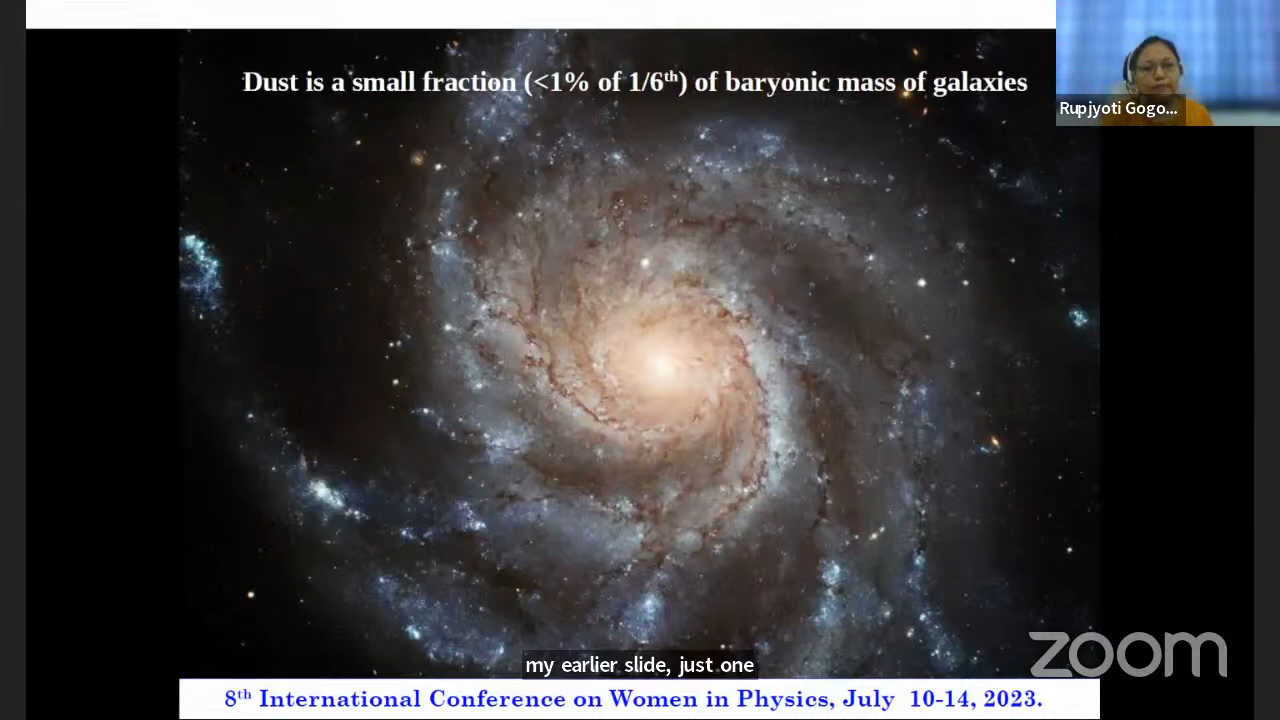 Dust is a small fraction (<1% of 1/6th) of baryonic mass of galaxies
Rupjyoti Gogo...
my earlier slide, just one
zoom
8th International Conference on Women in Physics, July 10-14, 2023.